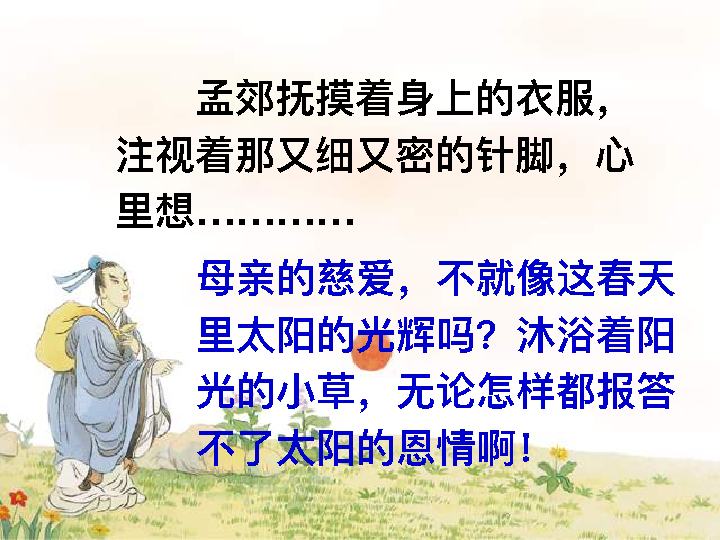 孟郊抚摸着身上的衣服，
注视着那又细又密的针脚，心
里想…………
母亲的慈爱，不就像这春天
里太阳的光辉吗？沐浴着阳
光的小草，无论怎样都报答
不了太阳的恩情啊！